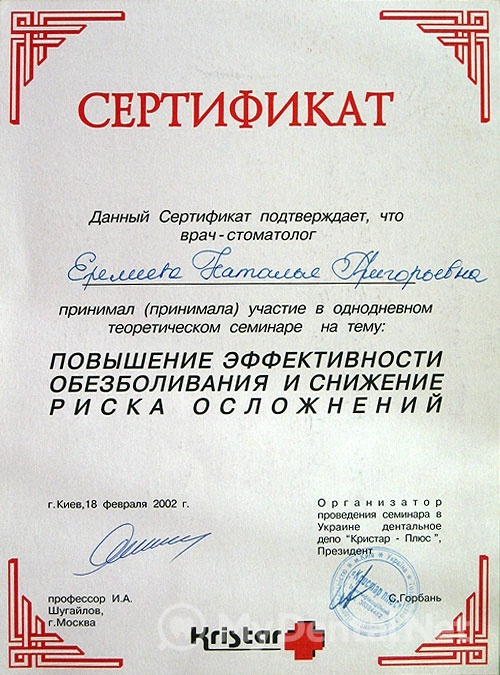 СЕРТИФИКАТ
Данный Сертификат подтверждает, что
врач-стоматолог
Еремеева Наталья Григорьевна
принимал (принимала) участие в однодневном
теоретическом семинаре на тему:
ПОВЫШЕНИЕ ЭФФЕКТИВНОСТИ
ОБЕЗБОЛИВАНИЯ И СНИЖЕНИЕ
РИСКА ОСЛОЖНЕНИЙ
г. Киев, 18 февраля 2002 г.
Организатор
проведения семинара в
Украине дентальное
депо "Кристар - Плюс",
Президент
С.Горбань
профессор И.А.
Шугайлов,
г.Москва
Kristar